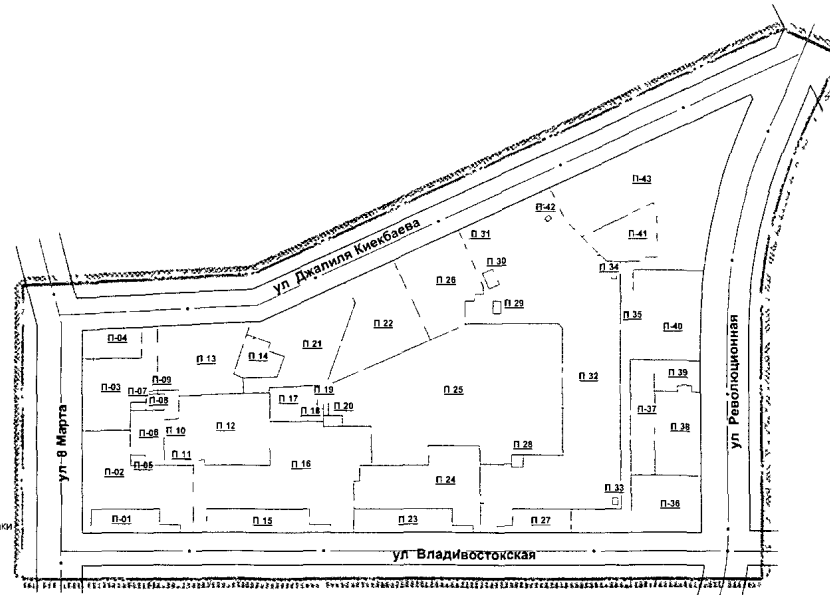 П-43
П-42
П 31
П-41
ул Джалиля Киекбаева
П 30
П 34
П 26
П 29
П 35
П-04
П 22
П-40
П 21
П 13
П 14
ул Революционная
П-09
П 32
П 39
П-03
П-07
П 19
П 25
П 17
П 18
П 20
П-37
ул 8 Марта
П 10
П 12
П 38
П 28
П 11
П-05
П-02
П 16
П 24
П 33
П-36
П-01
П 15
П 23
П 27
ул Владивостокская